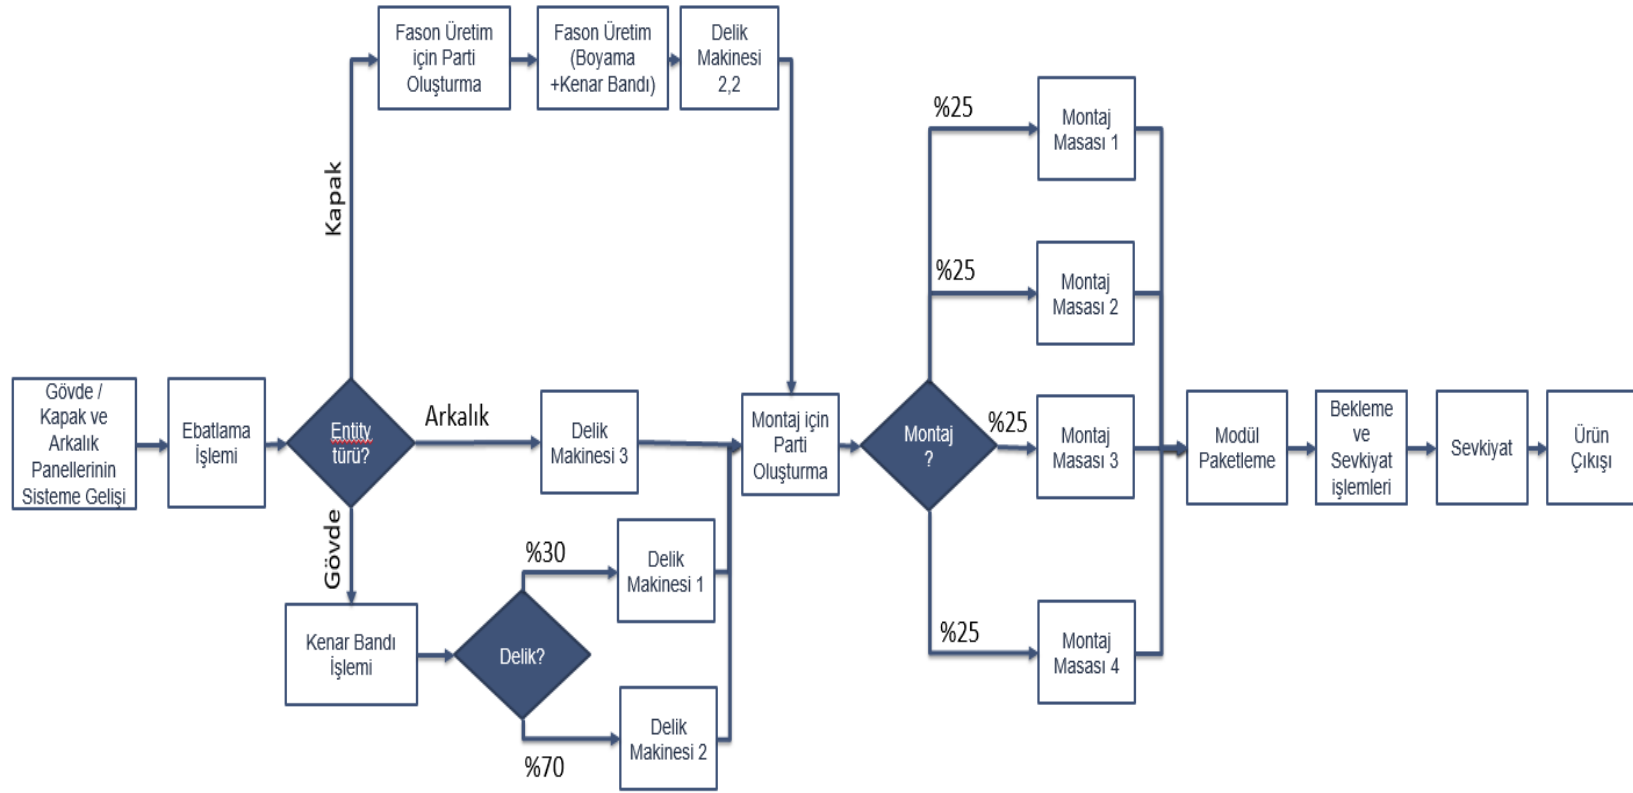 Gövde /
Kapak ve
Arkalık
Panellerinin
Sisteme Gelişi
Ebatlama
İşlemi
Entity
türü?
Kapak
Fason Üretim
için Parti
Oluşturma
Fason Üretim
(Boyama
+Kenar Bandı)
Delik
Makinesi
2,2
Arkalık
Delik
Makinesi 3
Gövde
Kenar Bandı
İşlemi
Delik?
%30
Delik
Makinesi 1
%70
Delik
Makinesi 2
Montaj için
Parti
Oluşturma
Montaj
?
%25
Montaj
Masası 1
%25
Montaj
Masası 2
%25
Montaj
Masası 3
%25
Montaj
Masası 4
Modül
Paketleme
Bekleme
ve
Sevkiyat
işlemleri
Sevkiyat
Ürün
Çıkışı